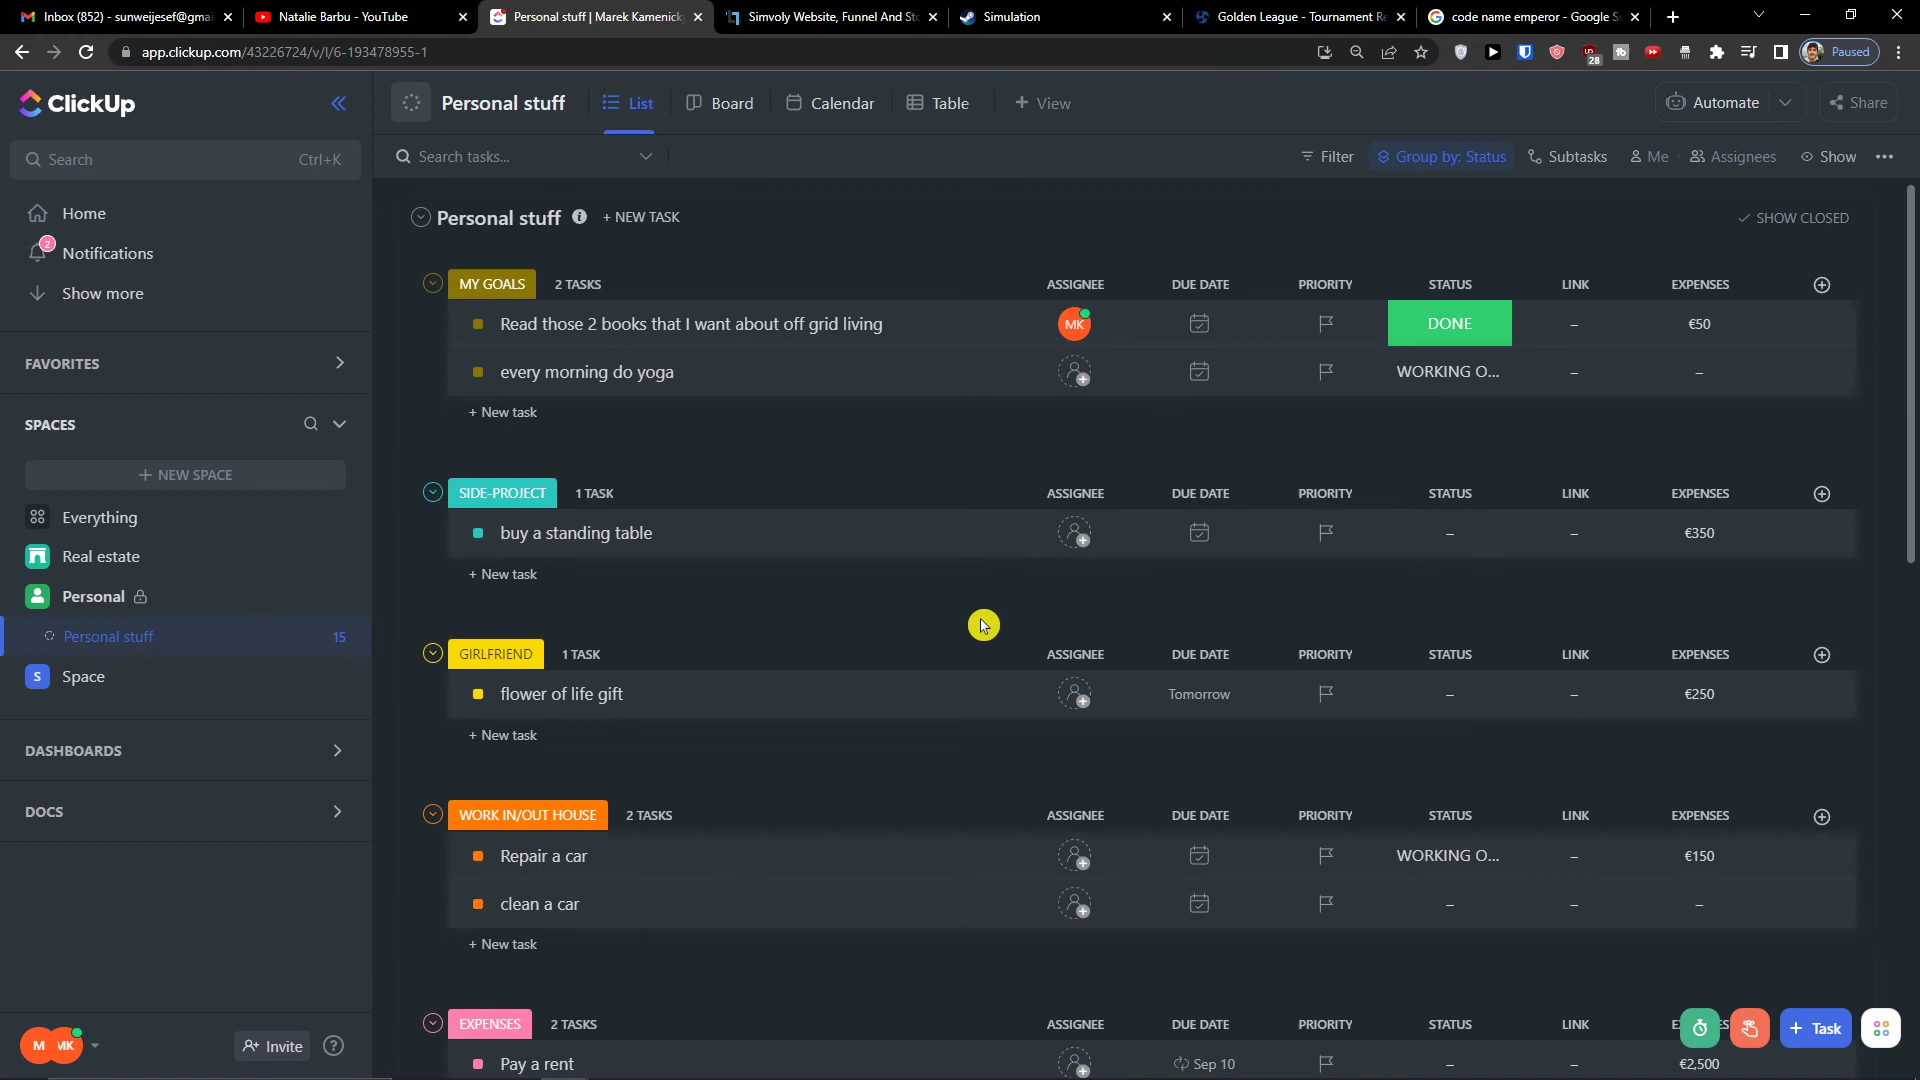 Inbox (852) - sunweijesef@gmai
Natalie Barbu - YouTube
Personal stuff | Marek Kamenick
Simvoly Website, Funnel And Sto
Simulation
Golden League - Tournament Re
code name emperor - Google S
app.clickup.com/43226724/v/l/6-193478955-1
28
Paused
ClickUp
Personal stuff
List
Board
Calendar
Table
+ View
Automate
Share
Search
Ctrl+K
Search tasks...
Filter
Group by: Status
Subtasks
Me
Assignees
Show
Home
2
Notifications
Show more
FAVORITES
SPACES
+ NEW SPACE
Everything
Real estate
Personal
Personal stuff
15
S
Space
DASHBOARDS
DOCS
M
MK
Invite
?
Personal stuff
+ NEW TASK
SHOW CLOSED
MY GOALS
2 TASKS
ASSIGNEE
DUE DATE
PRIORITY
STATUS
LINK
EXPENSES
Read those 2 books that I want about off grid living
MK
DONE
–
€50
every morning do yoga
WORKING O...
–
–
+ New task
SIDE-PROJECT
1 TASK
ASSIGNEE
DUE DATE
PRIORITY
STATUS
LINK
EXPENSES
buy a standing table
–
–
€350
+ New task
GIRLFRIEND
1 TASK
ASSIGNEE
DUE DATE
PRIORITY
STATUS
LINK
EXPENSES
flower of life gift
Tomorrow
–
–
€250
+ New task
WORK IN/OUT HOUSE
2 TASKS
ASSIGNEE
DUE DATE
PRIORITY
STATUS
LINK
EXPENSES
Repair a car
WORKING O...
–
€150
clean a car
–
–
–
+ New task
EXPENSES
2 TASKS
ASSIGNEE
DUE DATE
PRIORITY
STATUS
LINK
Pay a rent
Sep 10
–
–
€2,500
+ Task